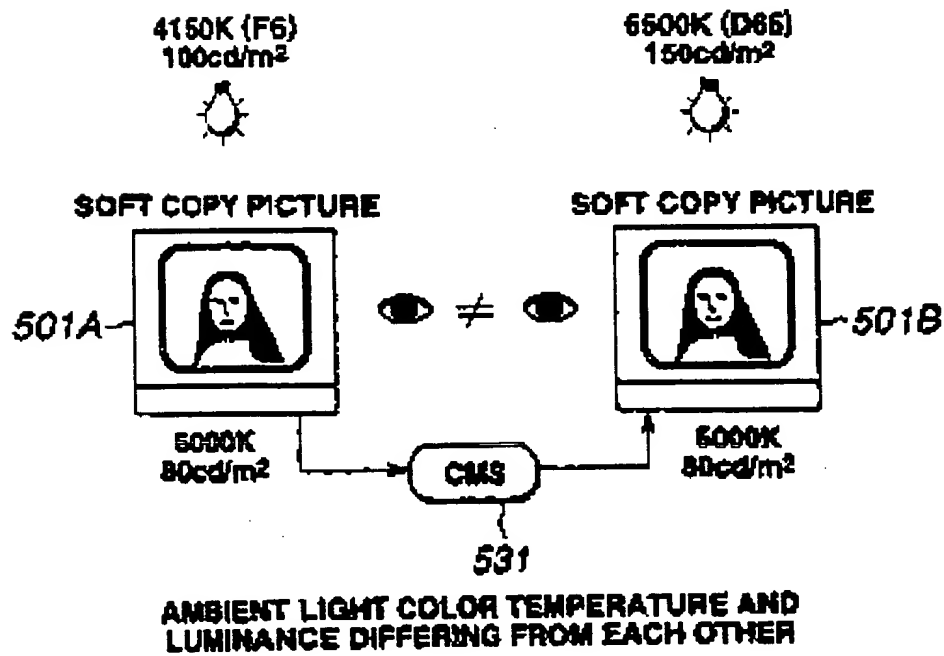 4150K (F6)
100cd/m²
6500K (D65)
150cd/m²
SOFT COPY PICTURE
SOFT COPY PICTURE
501A
≠
501B
5000K
80cd/m²
5000K
80cd/m²
CMS
531
AMBIENT LIGHT COLOR TEMPERATURE AND
LUMINANCE DIFFERING FROM EACH OTHER